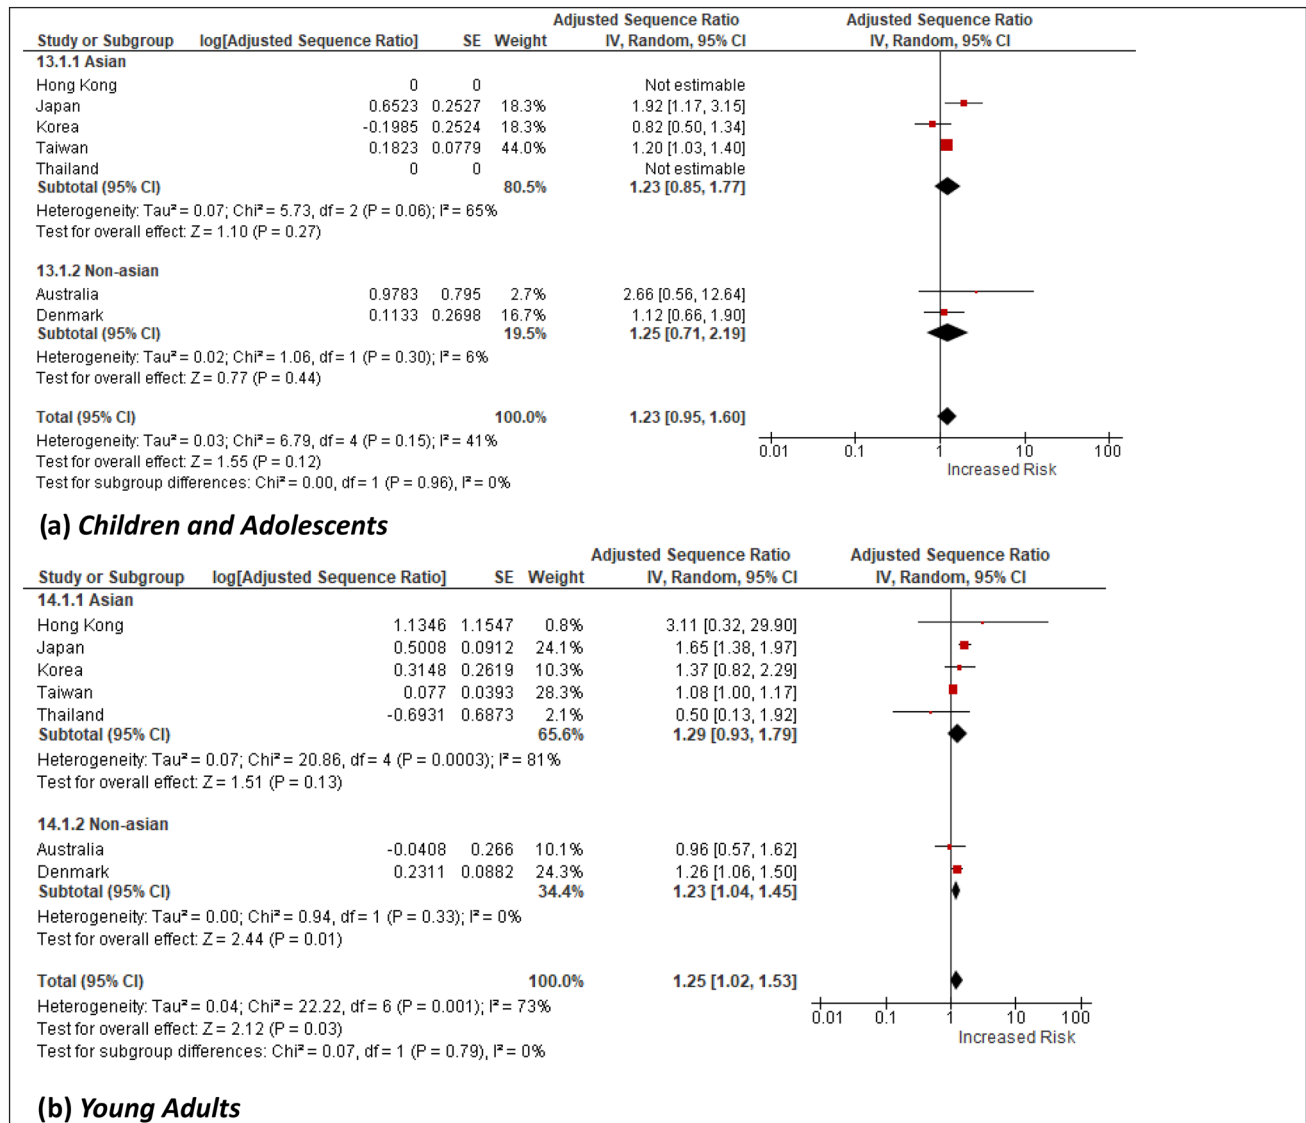 Adjusted Sequence Ratio Adjusted Sequence Ratio
Study or Subgroup log[Adjusted Sequence Ratio] SE Weight IV, Random, 95% CI IV, Random, 95% CI
13.1.1 Asian
Hong Kong 0 0 Not estimable
Japan 0.6523 0.2527 18.3% 1.92 [1.17, 3.15]
Korea -0.1985 0.2524 18.3% 0.82 [0.50, 1.34]
Taiwan 0.1823 0.0779 44.0% 1.20 [1.03, 1.40]
Thailand 0 0 Not estimable
Subtotal (95% CI) 80.5% 1.23 [0.85, 1.77]
Heterogeneity: Tau² = 0.07; Chi² = 5.73, df = 2 (P = 0.06); I² = 65%
Test for overall effect: Z = 1.10 (P = 0.27)
13.1.2 Non-asian
Australia 0.9783 0.795 2.7% 2.66 [0.56, 12.64]
Denmark 0.1133 0.2698 16.7% 1.12 [0.66, 1.90]
Subtotal (95% CI) 19.5% 1.25 [0.71, 2.19]
Heterogeneity: Tau² = 0.02; Chi² = 1.06, df = 1 (P = 0.30); I² = 6%
Test for overall effect: Z = 0.77 (P = 0.44)
Total (95% CI) 100.0% 1.23 [0.95, 1.60]
Heterogeneity: Tau² = 0.03; Chi² = 6.79, df = 4 (P = 0.15); I² = 41%
Test for overall effect: Z = 1.55 (P = 0.12)
Test for subgroup differences: Chi² = 0.00, df = 1 (P = 0.96), I² = 0%
0.01 0.1 1 10 100
Increased Risk
(a) Children and Adolescents
Adjusted Sequence Ratio Adjusted Sequence Ratio
Study or Subgroup log[Adjusted Sequence Ratio] SE Weight IV, Random, 95% CI IV, Random, 95% CI
14.1.1 Asian
Hong Kong 1.1346 1.1547 0.8% 3.11 [0.32, 29.90]
Japan 0.5008 0.0912 24.1% 1.65 [1.38, 1.97]
Korea 0.3148 0.2619 10.3% 1.37 [0.82, 2.29]
Taiwan 0.077 0.0393 28.3% 1.08 [1.00, 1.17]
Thailand -0.6931 0.6873 2.1% 0.50 [0.13, 1.92]
Subtotal (95% CI) 65.6% 1.29 [0.93, 1.79]
Heterogeneity: Tau² = 0.07; Chi² = 20.86, df = 4 (P = 0.0003); I² = 81%
Test for overall effect: Z = 1.51 (P = 0.13)
14.1.2 Non-asian
Australia -0.0408 0.266 10.1% 0.96 [0.57, 1.62]
Denmark 0.2311 0.0882 24.3% 1.26 [1.06, 1.50]
Subtotal (95% CI) 34.4% 1.23 [1.04, 1.45]
Heterogeneity: Tau² = 0.00; Chi² = 0.94, df = 1 (P = 0.33); I² = 0%
Test for overall effect: Z = 2.44 (P = 0.01)
Total (95% CI) 100.0% 1.25 [1.02, 1.53]
Heterogeneity: Tau² = 0.04; Chi² = 22.22, df = 6 (P = 0.001); I² = 73%
Test for overall effect: Z = 2.12 (P = 0.03)
Test for subgroup differences: Chi² = 0.07, df = 1 (P = 0.79), I² = 0%
0.01 0.1 1 10 100
Increased Risk
(b) Young Adults